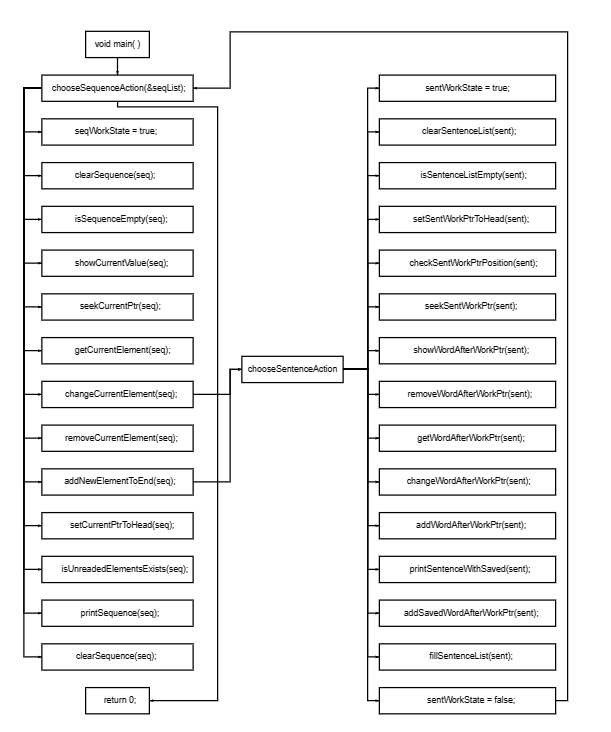 void main( )
chooseSequenceAction(&seqList);
seqWorkState = true;
clearSequence(seq);
isSequenceEmpty(seq);
showCurrentValue(seq);
seekCurrentPtr(seq);
getCurrentElement(seq);
changeCurrentElement(seq);
removeCurrentElement(seq);
addNewElementToEnd(seq);
setCurrentPtrToHead(seq);
isUnreadedElementsExists(seq);
printSequence(seq);
clearSequence(seq);
return 0;
chooseSentenceAction
sentWorkState = true;
clearSentenceList(sent);
isSentenceListEmpty(sent);
setSentWorkPtrToHead(sent);
checkSentWorkPtrPosition(sent);
seekSentWorkPtr(sent);
showWordAfterWorkPtr(sent);
removeWordAfterWorkPtr(sent);
getWordAfterWorkPtr(sent);
changeWordAfterWorkPtr(sent);
addWordAfterWorkPtr(sent);
printSentenceWithSaved(sent);
addSavedWordAfterWorkPtr(sent);
fillSentenceList(sent);
sentWorkState = false;